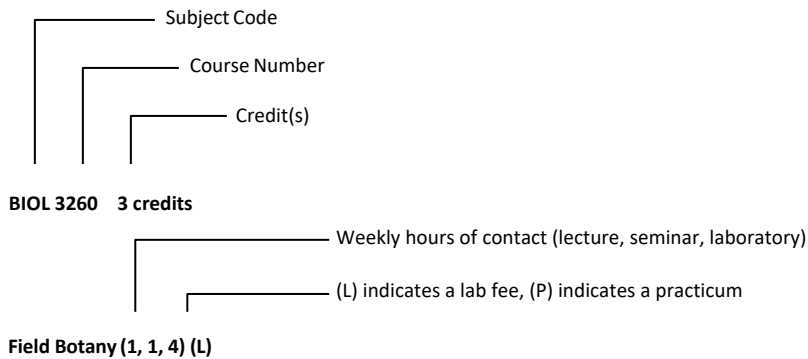 Subject Code
Course Number
Credit(s)
BIOL 3260 3 credits
Weekly hours of contact (lecture, seminar, laboratory)
(L) indicates a lab fee, (P) indicates a practicum
Field Botany (1, 1, 4) (L)